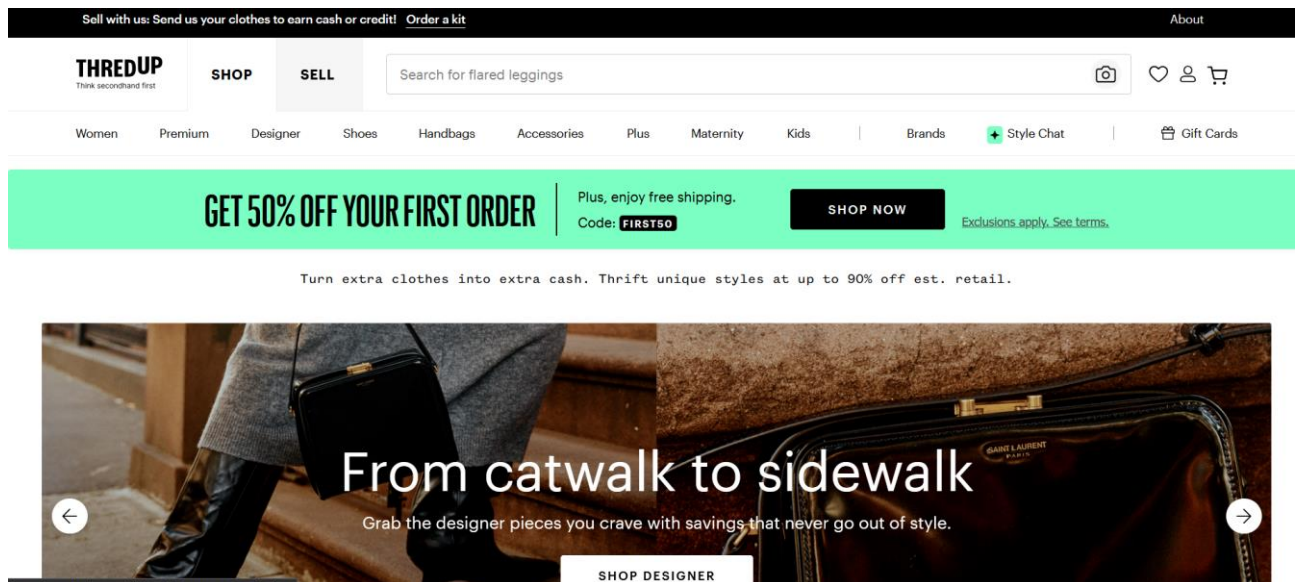 Sell with us: Send us your clothes to earn cash or credit! Order a kit
About
THREDUP
Think secondhand first
SHOP
SELL
Search for flared leggings
Women
Premium
Designer
Shoes
Handbags
Accessories
Plus
Maternity
Kids
Brands
Style Chat
Gift Cards
GET 50% OFF YOUR FIRST ORDER
Plus, enjoy free shipping.
Code: FIRST50
SHOP NOW
Exclusions apply. See terms.
Turn extra clothes into extra cash. Thrift unique styles at up to 90% off est. retail.
SAINT LAURENT
PARIS
From catwalk to sidewalk
Grab the designer pieces you crave with savings that never go out of style.
SHOP DESIGNER